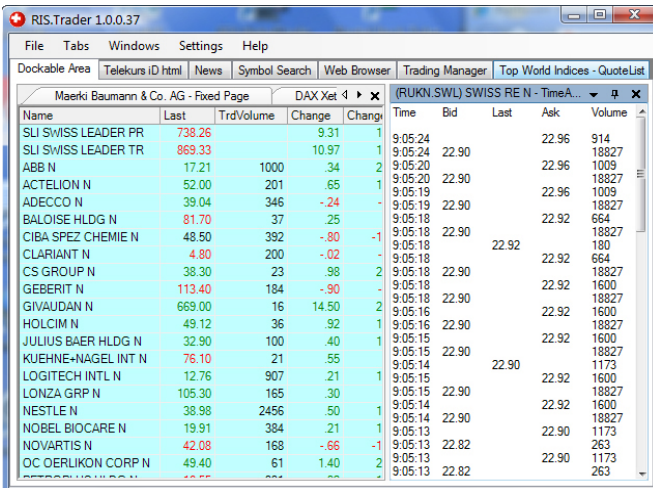 RIS.Trader 1.0.0.37
File Tabs Windows Settings Help
Dockable Area Telekurs iD html News Symbol Search Web Browser Trading Manager Top World Indices - QuoteList
Maerki Baumann & Co. AG - Fixed Page DAX Xet
Name Last TrdVolume Change Change
SLI SWISS LEADER PR 738.26 9.31 1
SLI SWISS LEADER TR 869.33 10.97 1
ABB N 17.21 1000 .34 2
ACTELION N 52.00 201 .65 1
ADECCO N 39.04 346 -.24 -
BALOISE HLDG N 81.70 37 .25
CIBA SPEZ CHEMIE N 48.50 392 -.80 -1
CLARIANT N 4.80 200 -.02 -
CS GROUP N 38.30 23 .98 2
GEBERIT N 113.40 184 -.90 -
GIVAUDAN N 669.00 16 14.50 2
HOLCIM N 49.12 36 .92 1
JULIUS BAER HLDG N 32.90 100 .40 1
KUEHNE+NAGEL INT N 76.10 21 .55
LOGITECH INTL N 12.76 907 .21 1
LONZA GRP N 105.30 165 .30
NESTLE N 38.98 2456 .50 1
NOBEL BIOCARE N 19.91 384 .21 1
NOVARTIS N 42.08 168 -.66 -1
OC OERLIKON CORP N 49.40 61 1.40 2
(RUKN.SWL) SWISS RE N - TimeA...
Time Bid Last Ask Volume
9:05:24 22.96 914
9:05:24 22.90 18827
9:05:20 22.96 1009
9:05:20 22.90 18827
9:05:19 22.96 1009
9:05:19 22.90 18827
9:05:18 22.92 664
9:05:18 22.90 18827
9:05:18 22.92 180
9:05:18 22.92 664
9:05:18 22.90 18827
9:05:18 22.92 1600
9:05:18 22.90 18827
9:05:16 22.92 1600
9:05:16 22.90 18827
9:05:15 22.92 1600
9:05:15 22.90 18827
9:05:14 22.90 1173
9:05:15 22.92 1600
9:05:15 22.90 18827
9:05:14 22.92 1600
9:05:14 22.90 18827
9:05:13 22.90 1173
9:05:13 22.82 263
9:05:13 22.90 1173
9:05:13 22.82 263